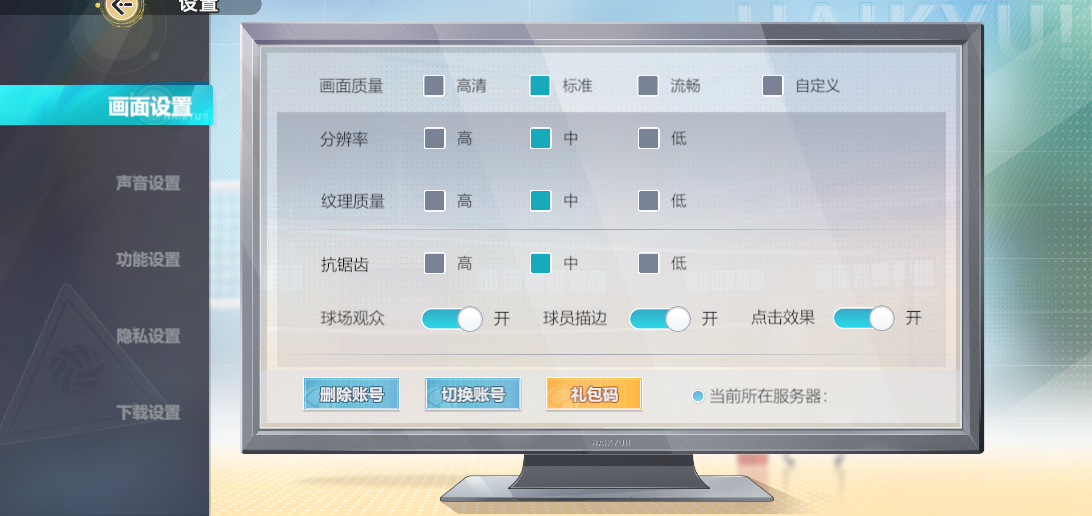 设置
HAIKYU!!
画面设置
HAIKYU!!
声音设置
功能设置
隐私设置
下载设置
画面质量 高清 标准 流畅 自定义
分辨率 高 中 低
纹理质量 高 中 低
抗锯齿 高 中 低
球场观众 开 球员描边 开 点击效果 开
删除账号 切换账号 礼包码 当前所在服务器:
HAIKYU!!